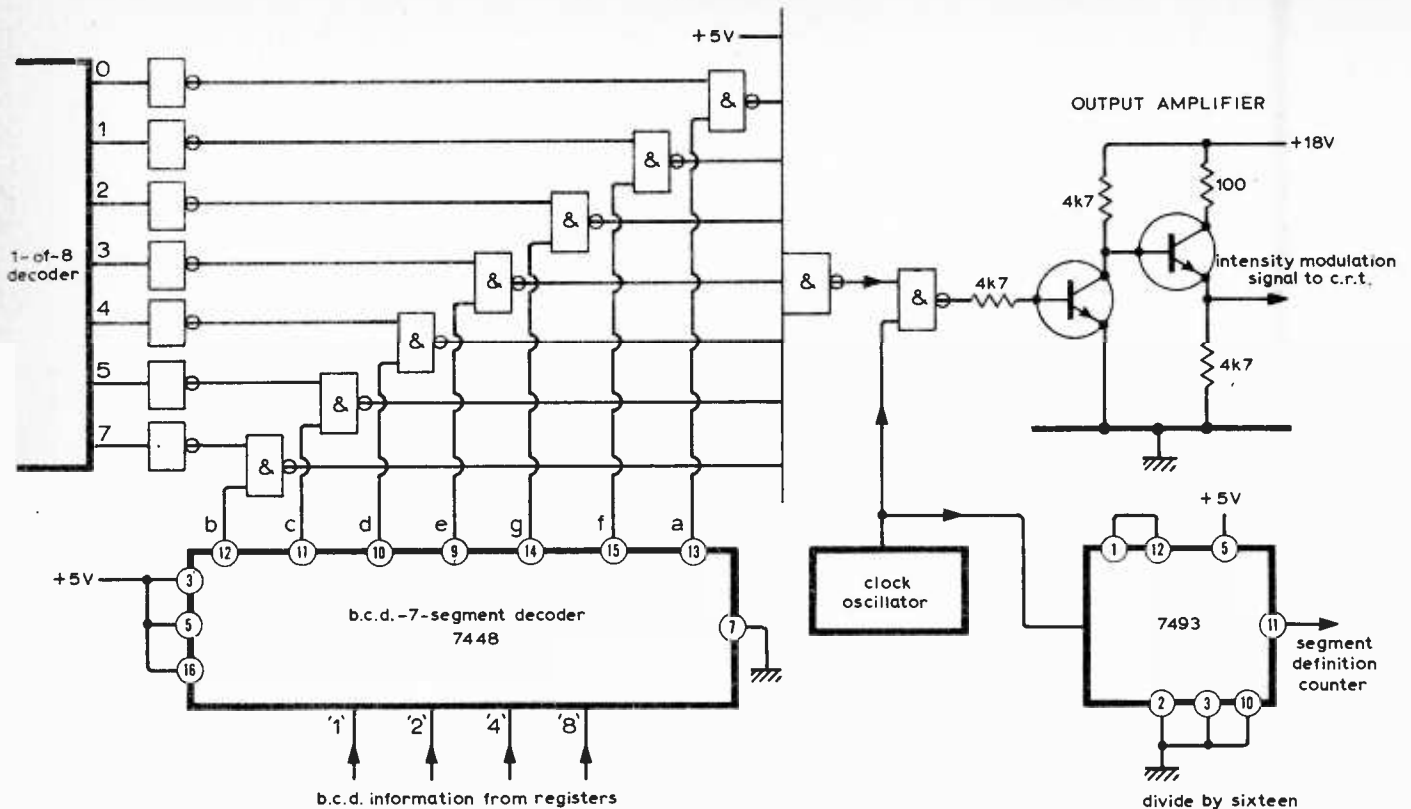 +5V
0
1
2
3
4
5
7
1-of-8
decoder
&
&
&
&
&
&
&
&
&
OUTPUT AMPLIFIER
+18V
4k7
100
4k7
4k7
intensity modulation
signal to c.r.t.
b
c
d
e
g
f
a
12
11
10
9
14
15
13
+5V
3
5
16
7
b.c.d.-7-segment decoder
7448
'1'
'2'
'4'
'8'
b.c.d. information from registers
clock
oscillator
+5V
1
12
5
7493
11
segment
definition
counter
2
3
10
divide by sixteen